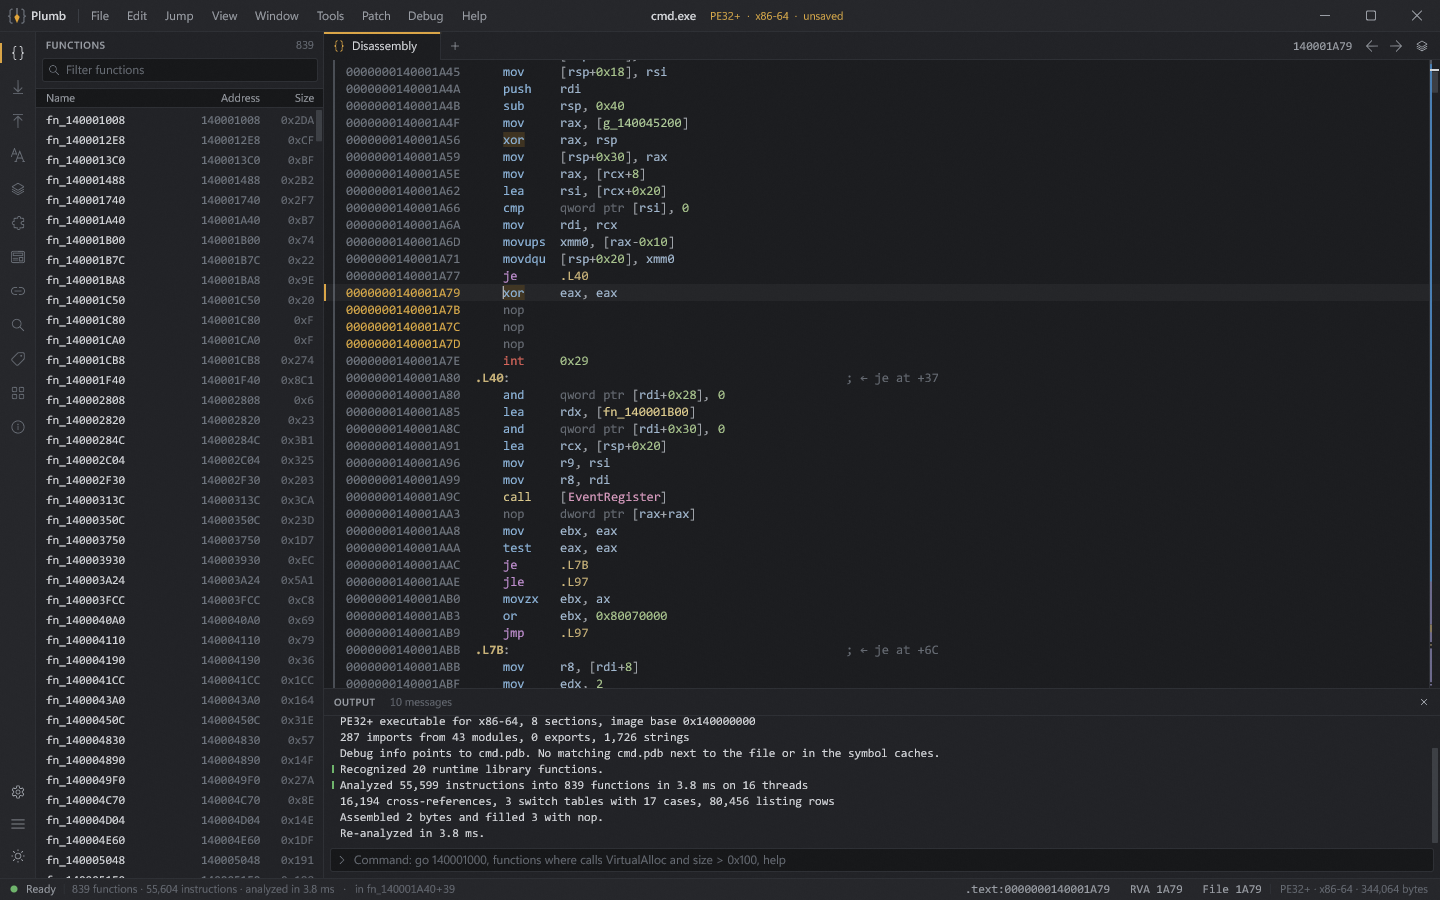 Plumb File Edit Jump View Window Tools Patch Debug Help cmd.exe PE32+ · x86-64 · unsaved
FUNCTIONS 839
Filter functions
Name Address Size
fn_140001008 140001008 0x2DA
fn_1400012E8 1400012E8 0xCF
fn_1400013C0 1400013C0 0xBF
fn_140001488 140001488 0x2B2
fn_140001740 140001740 0x2F7
fn_140001A40 140001A40 0xB7
fn_140001B00 140001B00 0x74
fn_140001B7C 140001B7C 0x22
fn_140001BA8 140001BA8 0x9E
fn_140001C50 140001C50 0x20
fn_140001C80 140001C80 0xF
fn_140001CA0 140001CA0 0xF
fn_140001CB8 140001CB8 0x274
fn_140001F40 140001F40 0x8C1
fn_140002808 140002808 0x6
fn_140002820 140002820 0x23
fn_14000284C 14000284C 0x3B1
fn_140002C04 140002C04 0x325
fn_140002F30 140002F30 0x203
fn_14000313C 14000313C 0x3CA
fn_14000350C 14000350C 0x23D
fn_140003750 140003750 0x1D7
fn_140003930 140003930 0xEC
fn_140003A24 140003A24 0x5A1
fn_140003FCC 140003FCC 0xC8
fn_1400040A0 1400040A0 0x69
fn_140004110 140004110 0x79
fn_140004190 140004190 0x36
fn_1400041CC 1400041CC 0x1CC
fn_1400043A0 1400043A0 0x164
fn_14000450C 14000450C 0x31E
fn_140004830 140004830 0x57
fn_140004890 140004890 0x14F
fn_1400049F0 1400049F0 0x27A
fn_140004C70 140004C70 0x8E
fn_140004D04 140004D04 0x14E
fn_140004E60 140004E60 0x1DF
fn_140005048 140005048 0x191
Disassembly
140001A79
0000000140001A45 mov [rsp+0x18], rsi
0000000140001A4A push rdi
0000000140001A4B sub rsp, 0x40
0000000140001A4F mov rax, [g_140045200]
0000000140001A56 xor rax, rsp
0000000140001A59 mov [rsp+0x30], rax
0000000140001A5E mov rax, [rcx+8]
0000000140001A62 lea rsi, [rcx+0x20]
0000000140001A66 cmp qword ptr [rsi], 0
0000000140001A6A mov rdi, rcx
0000000140001A6D movups xmm0, [rax-0x10]
0000000140001A71 movdqu [rsp+0x20], xmm0
0000000140001A77 je .L40
0000000140001A79 xor eax, eax
0000000140001A7B nop
0000000140001A7C nop
0000000140001A7D nop
0000000140001A7E int 0x29
0000000140001A80 .L40: ; ← je at +37
0000000140001A80 and qword ptr [rdi+0x28], 0
0000000140001A85 lea rdx, [fn_140001B00]
0000000140001A8C and qword ptr [rdi+0x30], 0
0000000140001A91 lea rcx, [rsp+0x20]
0000000140001A96 mov r9, rsi
0000000140001A99 mov r8, rdi
0000000140001A9C call [EventRegister]
0000000140001AA3 nop dword ptr [rax+rax]
0000000140001AA8 mov ebx, eax
0000000140001AAA test eax, eax
0000000140001AAC je .L7B
0000000140001AAE jle .L97
0000000140001AB0 movzx ebx, ax
0000000140001AB3 or ebx, 0x80070000
0000000140001AB9 jmp .L97
0000000140001ABB .L7B: ; ← je at +6C
0000000140001ABB mov r8, [rdi+8]
0000000140001ABF mov edx, 2
OUTPUT 10 messages
PE32+ executable for x86-64, 8 sections, image base 0x140000000
287 imports from 43 modules, 0 exports, 1,726 strings
Debug info points to cmd.pdb. No matching cmd.pdb next to the file or in the symbol caches.
Recognized 20 runtime library functions.
Analyzed 55,599 instructions into 839 functions in 3.8 ms on 16 threads
16,194 cross-references, 3 switch tables with 17 cases, 80,456 listing rows
Assembled 2 bytes and filled 3 with nop.
Re-analyzed in 3.8 ms.
Command: go 140001000, functions where calls VirtualAlloc and size > 0x100, help
Ready 839 functions · 55,604 instructions · analyzed in 3.8 ms · in fn_140001A40+39 .text:0000000140001A79 RVA 1A79 File 1A79 PE32+ · x86-64 · 344,064 bytes